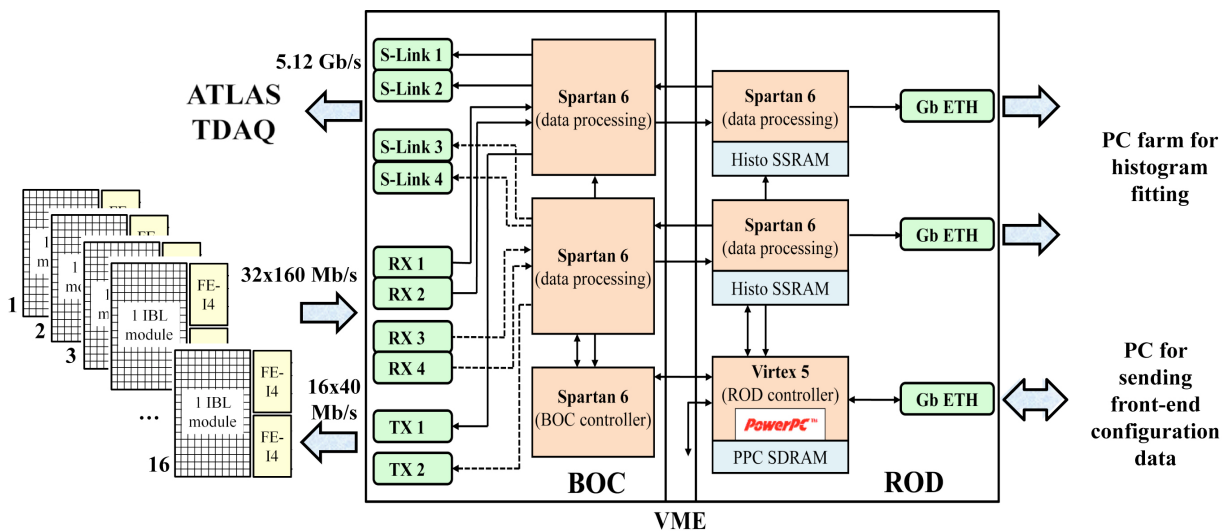 5.12 Gb/s
ATLAS
TDAQ
S-Link 1
S-Link 2
S-Link 3
S-Link 4
RX 1
RX 2
RX 3
RX 4
TX 1
TX 2
32x160 Mb/s
16x40
Mb/s
FE-
1
2
3
1 IBL
module
FE-
I4
1 IBL
module
FE-
I4
FE-
I4
...
16
Spartan 6
(data processing)
Spartan 6
(data processing)
Spartan 6
(BOC controller)
BOC
Spartan 6
(data processing)
Histo SSRAM
Spartan 6
(data processing)
Histo SSRAM
Virtex 5
(ROD controller)
PowerPC™
PPC SDRAM
ROD
VME
Gb ETH
Gb ETH
Gb ETH
PC farm for
histogram
fitting
PC for
sending
front-end
configuration
data